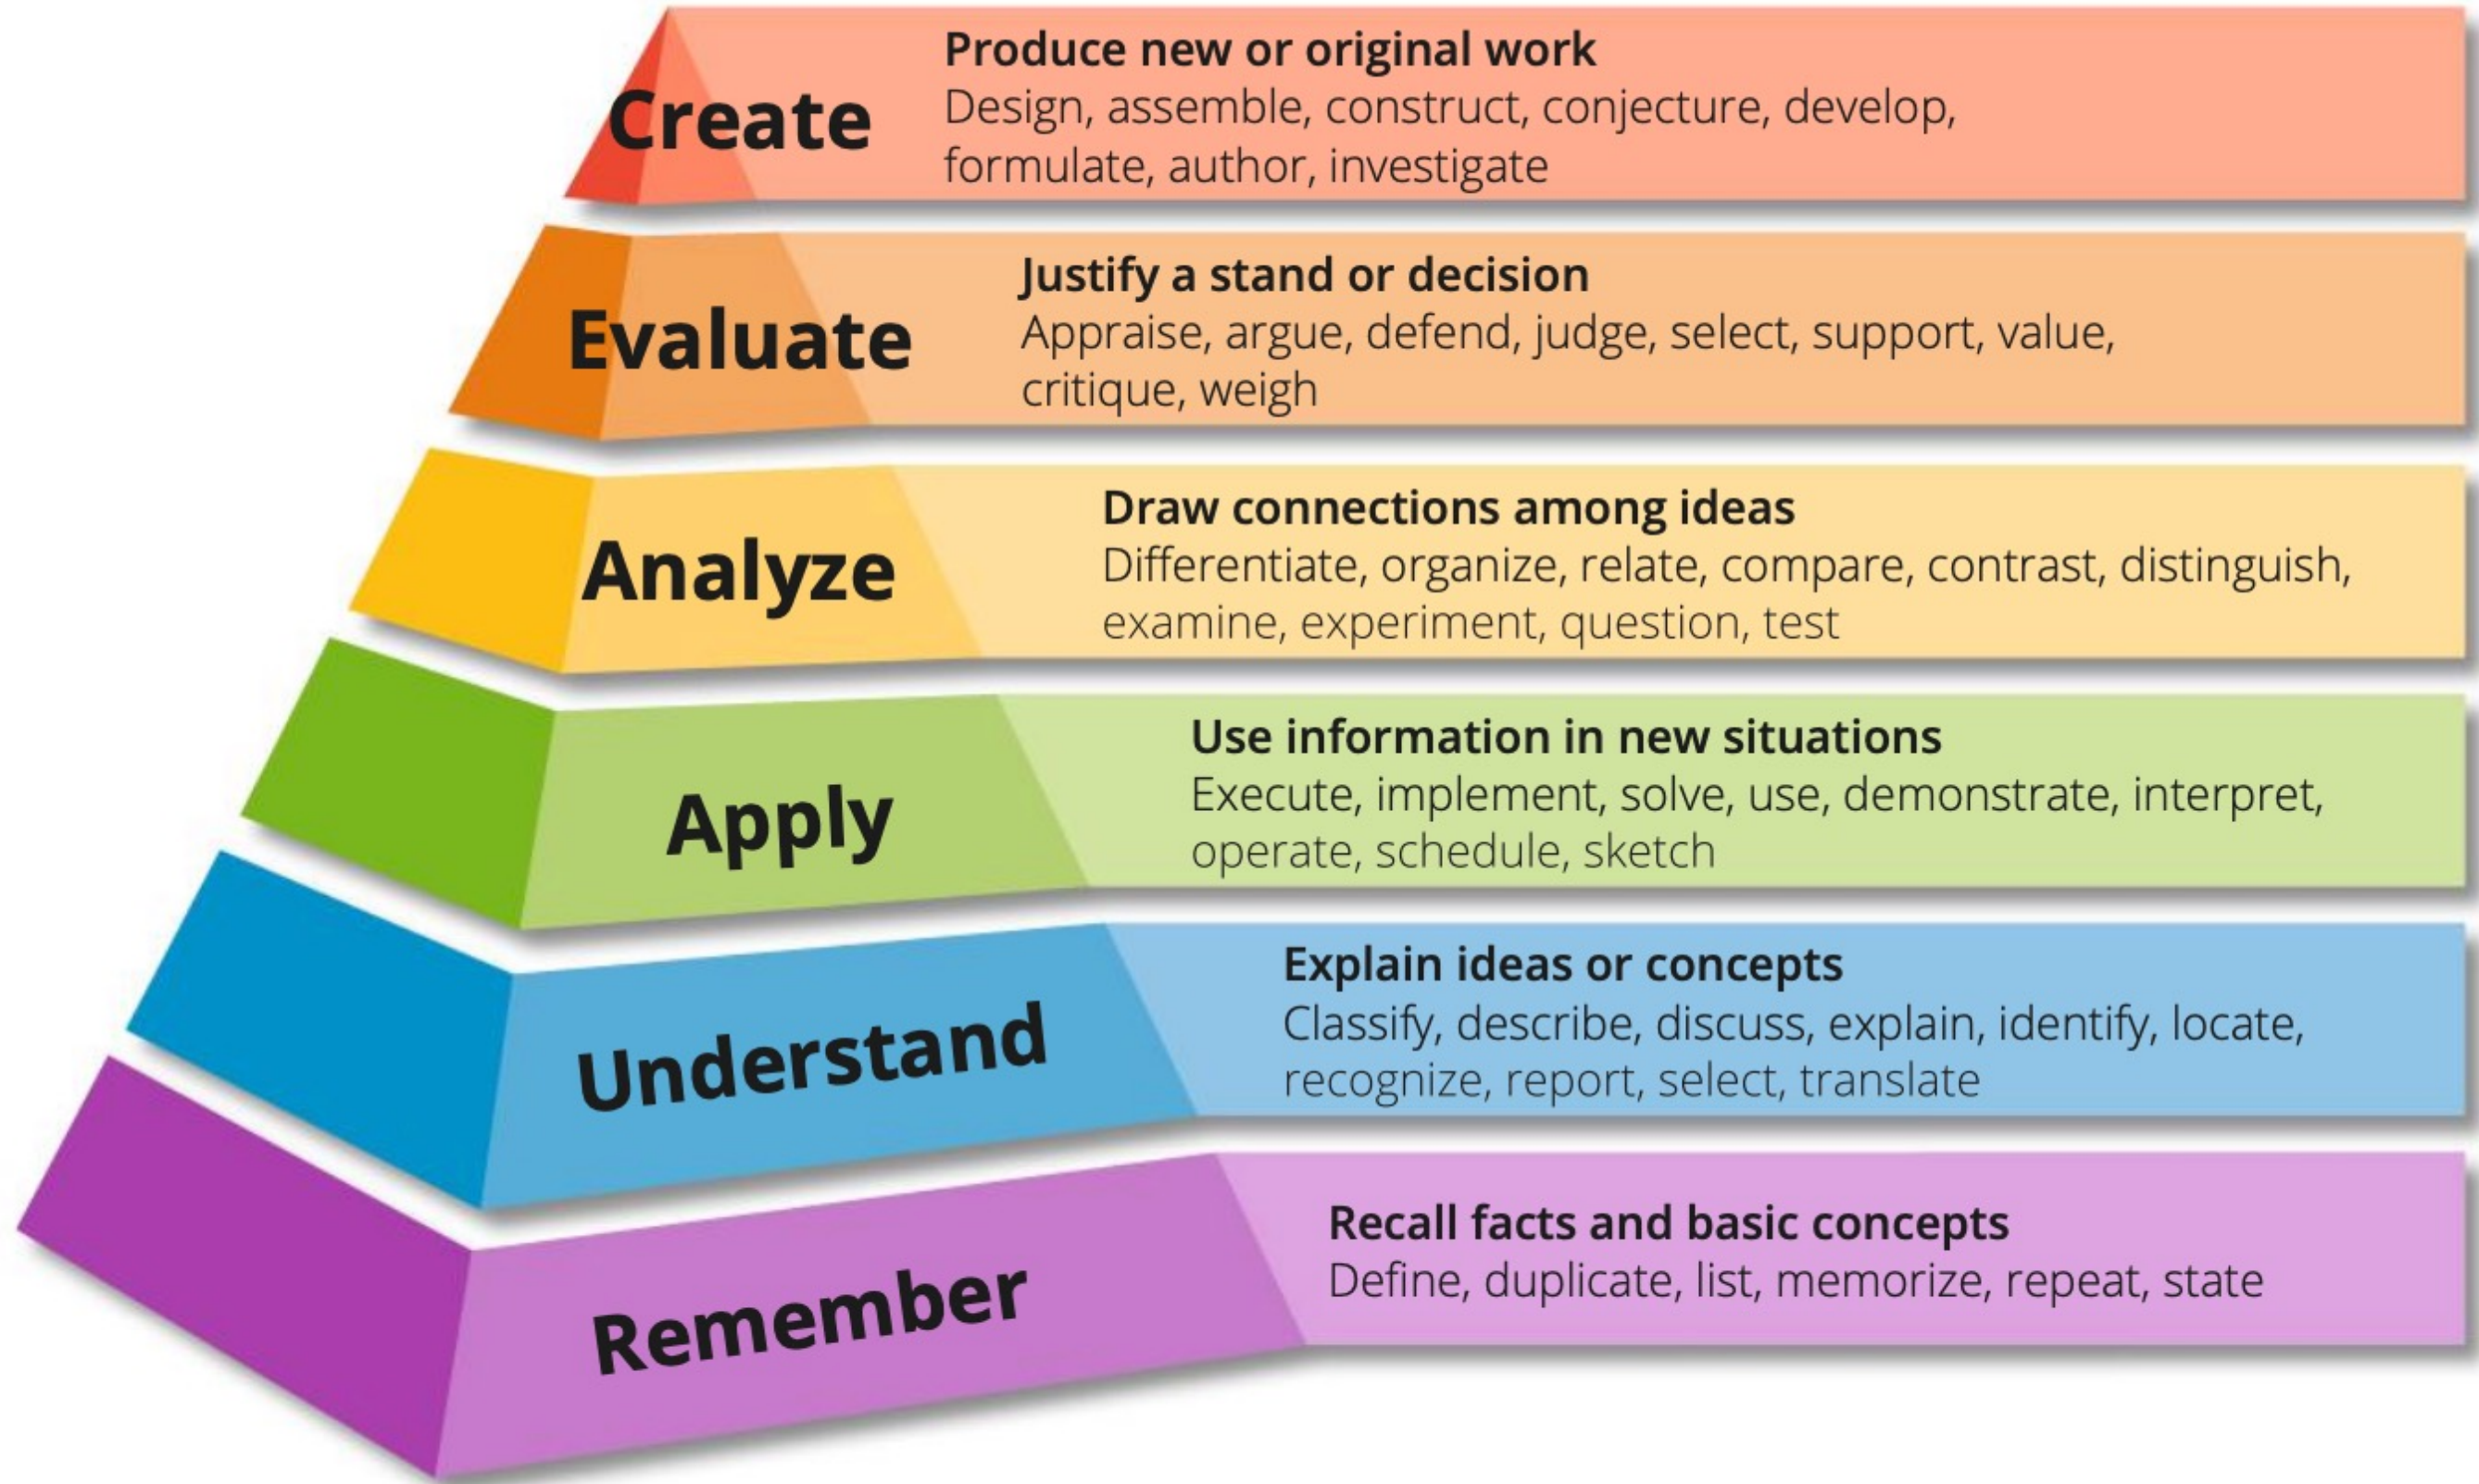 Create
Produce new or original work
Design, assemble, construct, conjecture, develop,
formulate, author, investigate
Evaluate
Justify a stand or decision
Appraise, argue, defend, judge, select, support, value,
critique, weigh
Analyze
Draw connections among ideas
Differentiate, organize, relate, compare, contrast, distinguish,
examine, experiment, question, test
Apply
Use information in new situations
Execute, implement, solve, use, demonstrate, interpret,
operate, schedule, sketch
Understand
Explain ideas or concepts
Classify, describe, discuss, explain, identify, locate,
recognize, report, select, translate
Remember
Recall facts and basic concepts
Define, duplicate, list, memorize, repeat, state